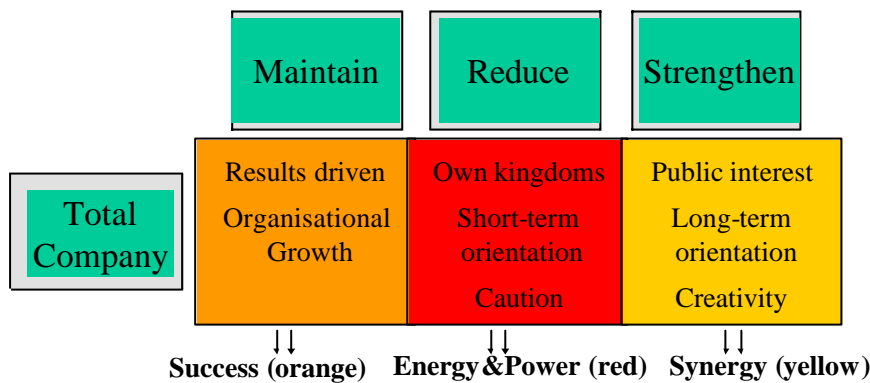 Maintain
Reduce
Strengthen
Total
Company
Results driven
Organisational
Growth
Own kingdoms
Short-term
orientation
Caution
Public interest
Long-term
orientation
Creativity
Success (orange)
Energy&Power (red)
Synergy (yellow)